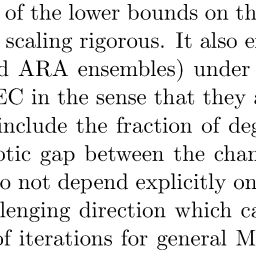 of the lower bounds on th
scaling rigorous. It also e
d ARA ensembles) under
EC in the sense that they a
include the fraction of deg
otic gap between the chan
o not depend explicitly on
lenging direction which ca
of iterations for general M